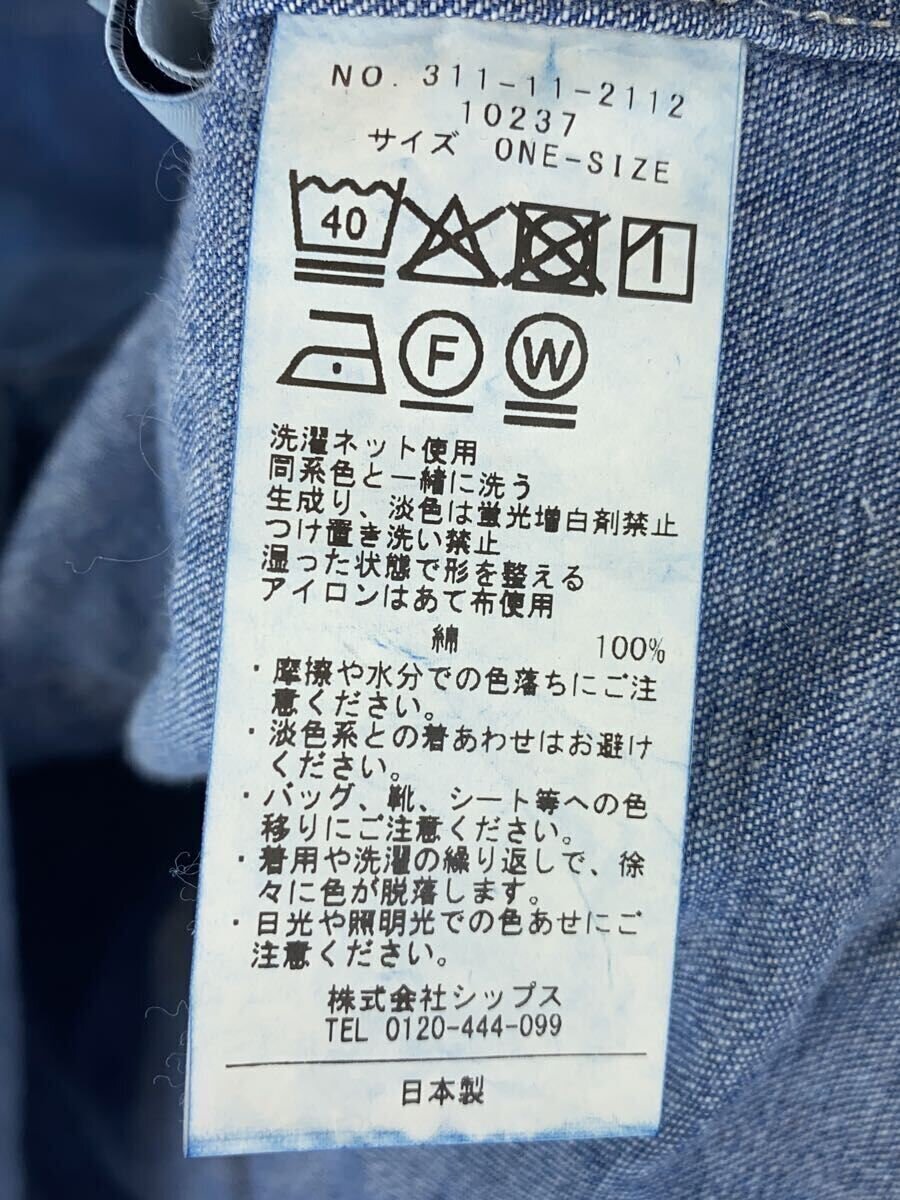 NO. 311-11-2112
10237
サイズ ONE-SIZE
40
F W
洗濯ネット使用
同系色と一緒に洗う
生成り、淡色は蛍光増白剤禁止
つけ置き洗い禁止
湿った状態で形を整える
アイロンはあて布使用
綿 100%
・摩擦や水分での色落ちにご注
意ください。
・淡色系との着あわせはお避け
ください。
・バッグ、靴、シート等への色
移りにご注意ください。
・着用や洗濯の繰り返しで、徐
々に色が脱落します。
・日光や照明光での色あせにご
注意ください。
株式会社シップス
TEL 0120-444-099
日本製